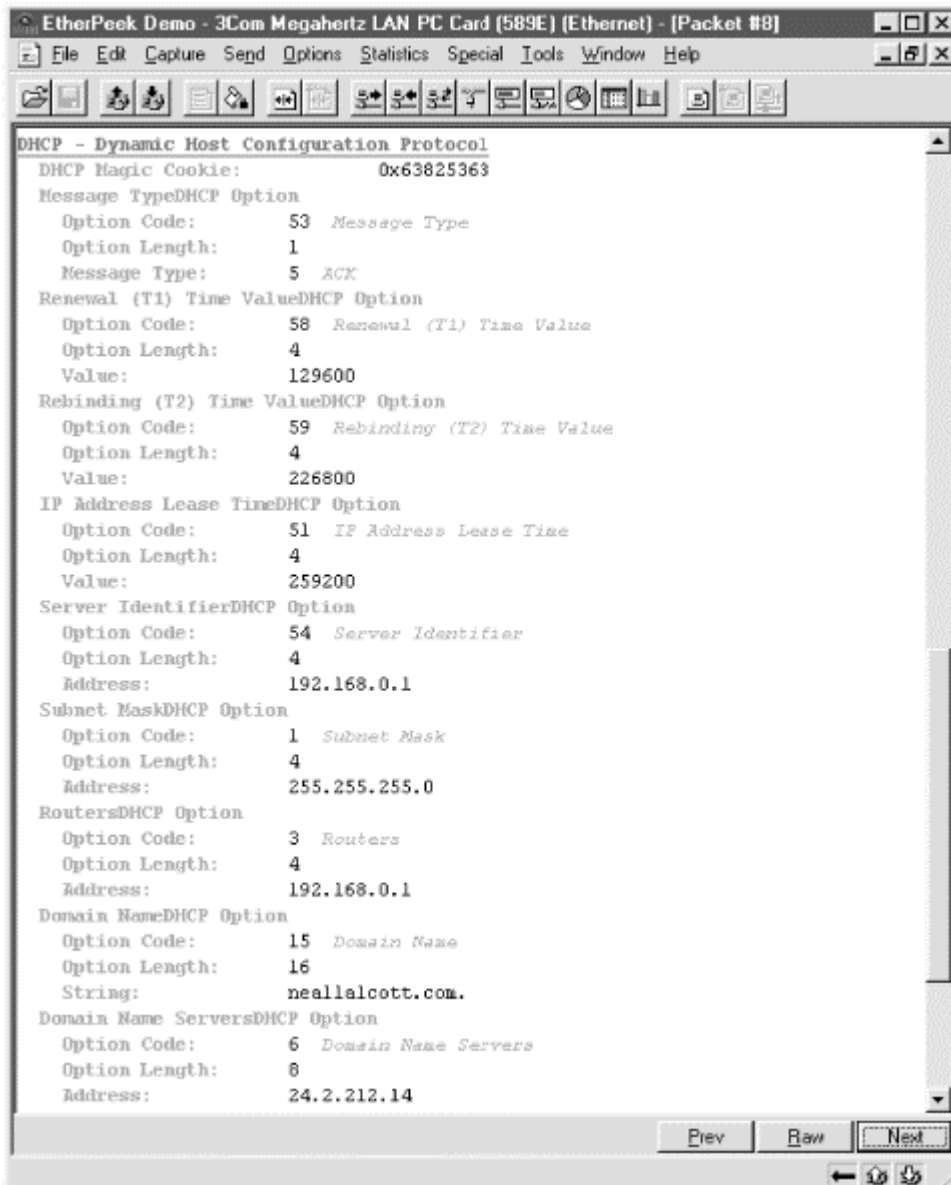 EtherPeek Demo - 3Com Megahertz LAN PC Card (589E) (Ethernet) - [Packet #8]
File Edit Capture Send Options Statistics Special Tools Window Help
DHCP - Dynamic Host Configuration Protocol
DHCP Magic Cookie: 0x63825363
Message TypeDHCP Option
Option Code: 53 Message Type
Option Length: 1
Message Type: 5 ACK
Renewal (T1) Time ValueDHCP Option
Option Code: 58 Renewal (T1) Time Value
Option Length: 4
Value: 129600
Rebinding (T2) Time ValueDHCP Option
Option Code: 59 Rebinding (T2) Time Value
Option Length: 4
Value: 226800
IP Address Lease TimeDHCP Option
Option Code: 51 IP Address Lease Time
Option Length: 4
Value: 259200
Server IdentifierDHCP Option
Option Code: 54 Server Identifier
Option Length: 4
Address: 192.168.0.1
Subnet MaskDHCP Option
Option Code: 1 Subnet Mask
Option Length: 4
Address: 255.255.255.0
RoutersDHCP Option
Option Code: 3 Routers
Option Length: 4
Address: 192.168.0.1
Domain NameDHCP Option
Option Code: 15 Domain Name
Option Length: 16
String: neallalcott.com.
Domain Name ServersDHCP Option
Option Code: 6 Domain Name Servers
Option Length: 8
Address: 24.2.212.14
Prev Raw Next